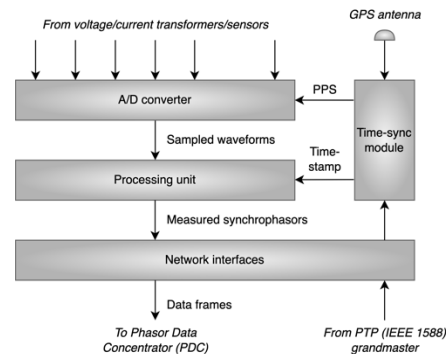 From voltage/current transformers/sensors
GPS antenna
A/D converter
PPS
Time-sync
module
Sampled waveforms
Time-
stamp
Processing unit
Measured synchrophasors
Network interfaces
Data frames
To Phasor Data
Concentrator (PDC)
From PTP (IEEE 1588)
grandmaster